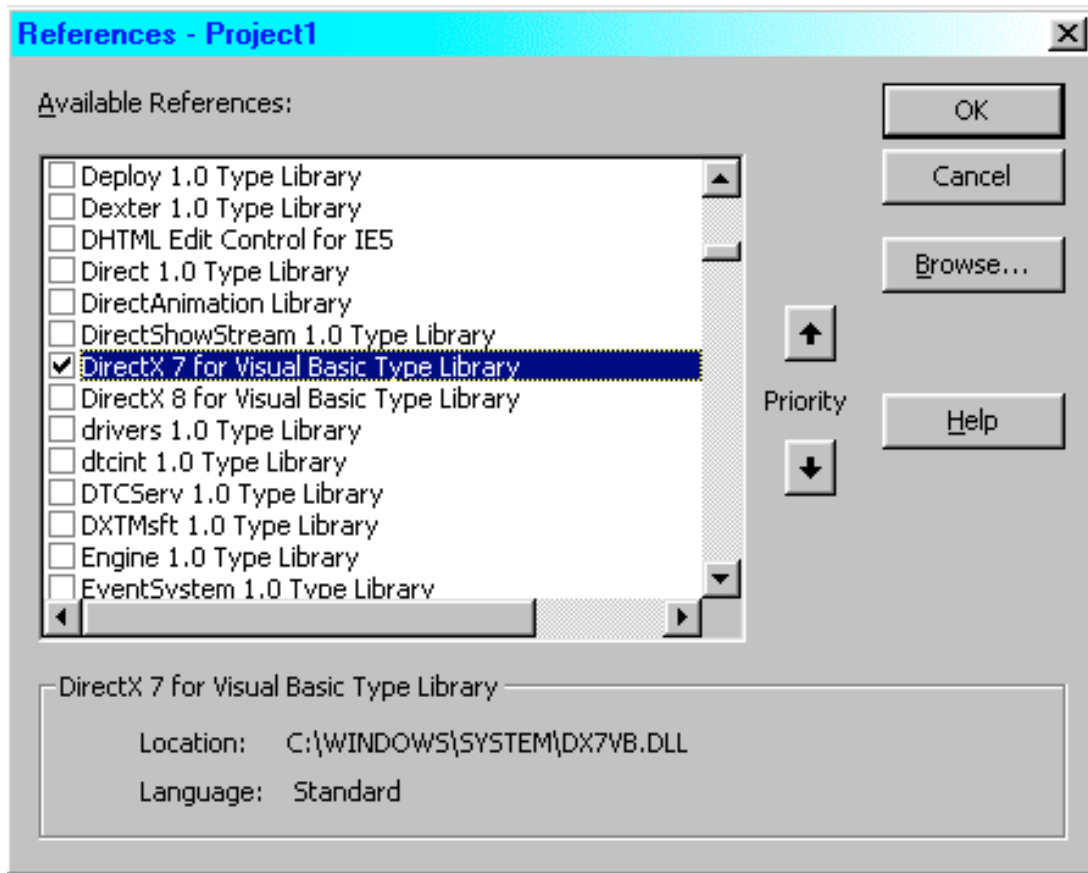 References - Project1
Available References:
Deploy 1.0 Type Library
Dexter 1.0 Type Library
DHTML Edit Control for IE5
Direct 1.0 Type Library
DirectAnimation Library
DirectShowStream 1.0 Type Library
DirectX 7 for Visual Basic Type Library
DirectX 8 for Visual Basic Type Library
drivers 1.0 Type Library
dtcint 1.0 Type Library
DTCServ 1.0 Type Library
DXTMsft 1.0 Type Library
Engine 1.0 Type Library
EventSystem 1.0 Type Library
OK
Cancel
Browse...
Priority
Help
DirectX 7 for Visual Basic Type Library
Location: C:\WINDOWS\SYSTEM\DX7VB.DLL
Language: Standard